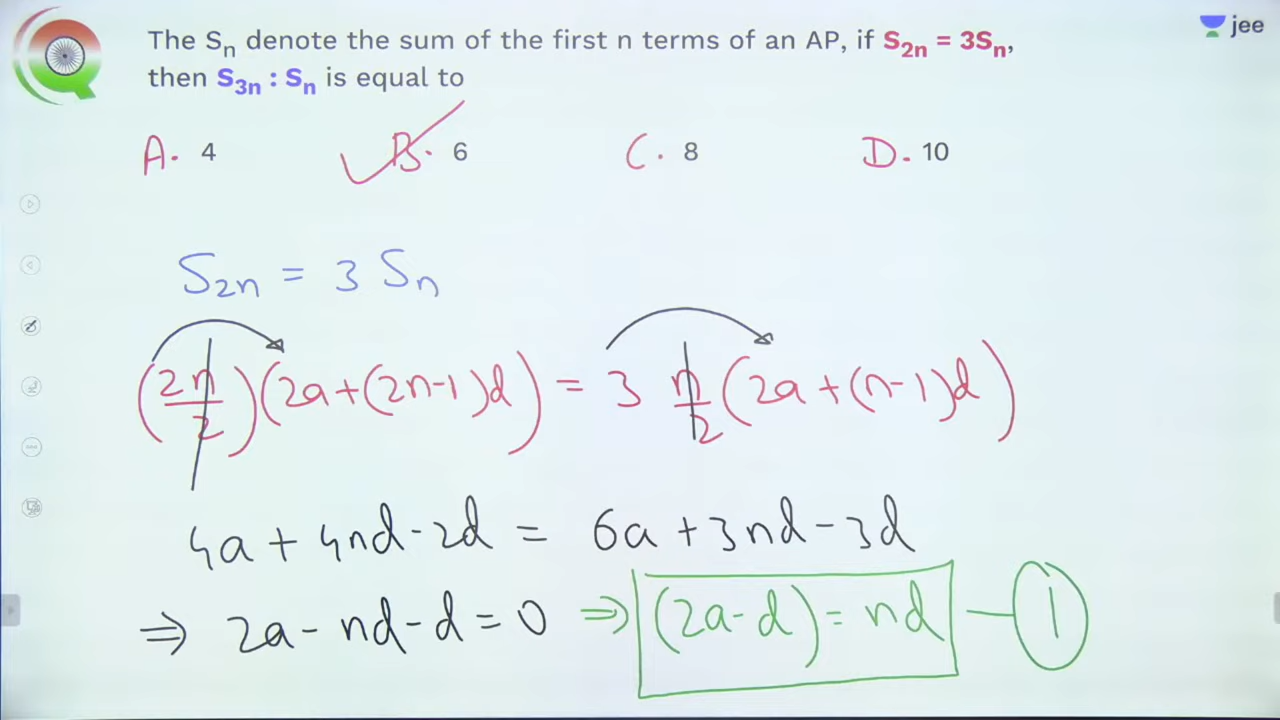 The Sₙ denote the sum of the first n terms of an AP, if S₂ₙ = 3Sₙ,
then S₃ₙ : Sₙ is equal to
jee
A. 4 B. 6 C. 8 D. 10
S₂ₙ = 3 Sₙ
(2n/2)(2a+(2n-1)d) = 3 n/2 (2a+(n-1)d)
4a + 4nd - 2d = 6a + 3nd - 3d
⇒ 2a - nd - d = 0 ⇒ (2a-d) = nd — 1